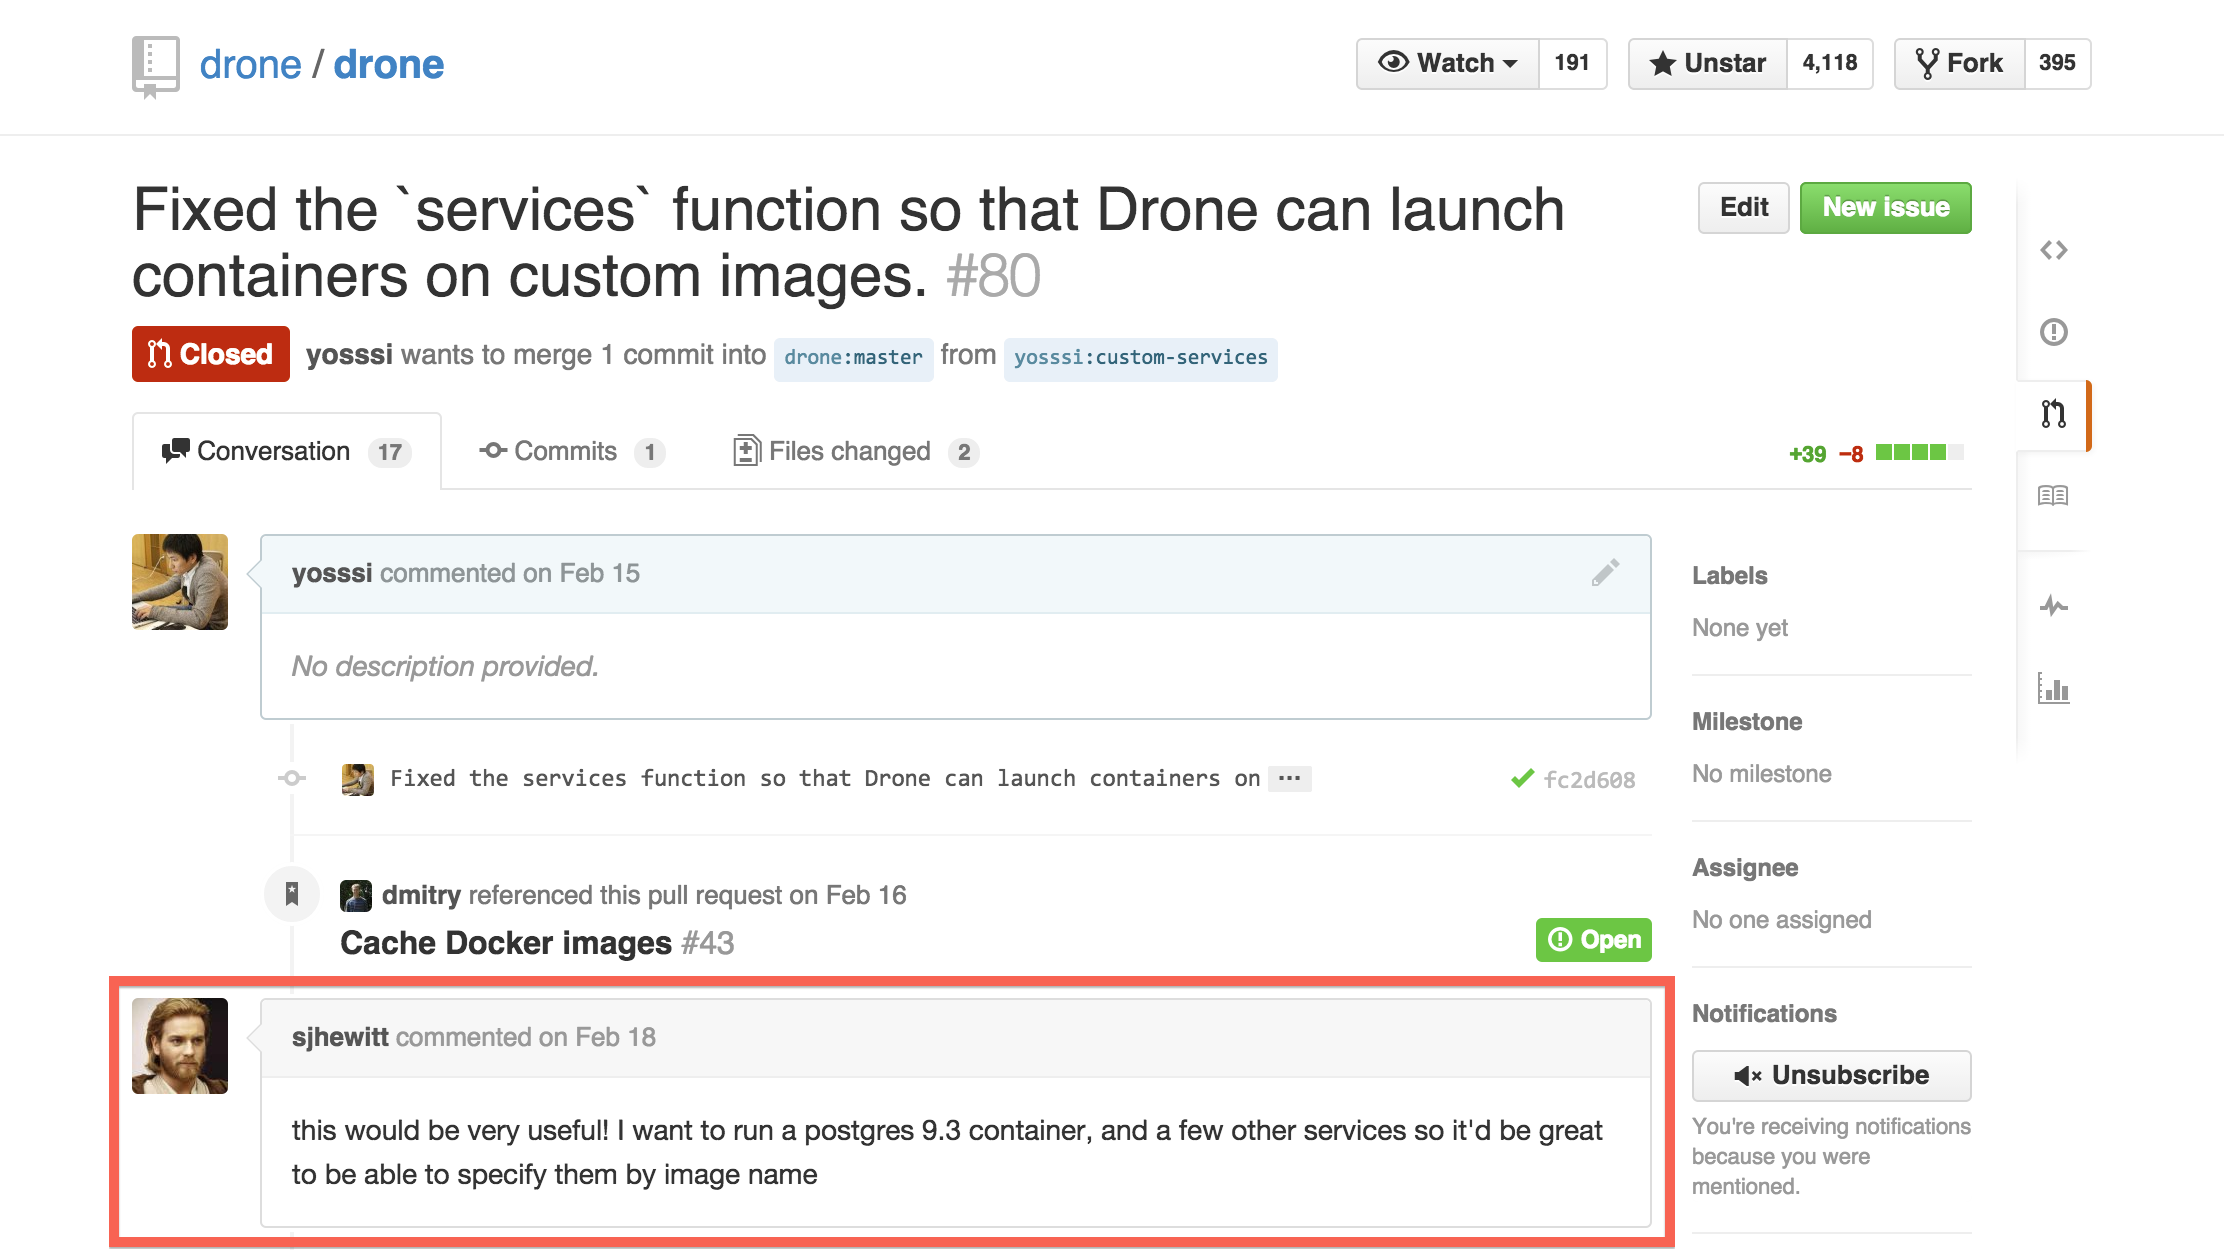 drone / drone
Watch 191 Unstar 4,118 Fork 395
Fixed the `services` function so that Drone can launch
containers on custom images. #80
Edit New issue
Closed yosssi wants to merge 1 commit into drone:master from yosssi:custom-services
Conversation 17 Commits 1 Files changed 2 +39 −8
yosssi commented on Feb 15
No description provided.
Fixed the services function so that Drone can launch containers on ... fc2d608
dmitry referenced this pull request on Feb 16
Cache Docker images #43 Open
sjhewitt commented on Feb 18
this would be very useful! I want to run a postgres 9.3 container, and a few other services so it'd be great
to be able to specify them by image name
Labels
None yet
Milestone
No milestone
Assignee
No one assigned
Notifications
Unsubscribe
You're receiving notifications
because you were
mentioned.